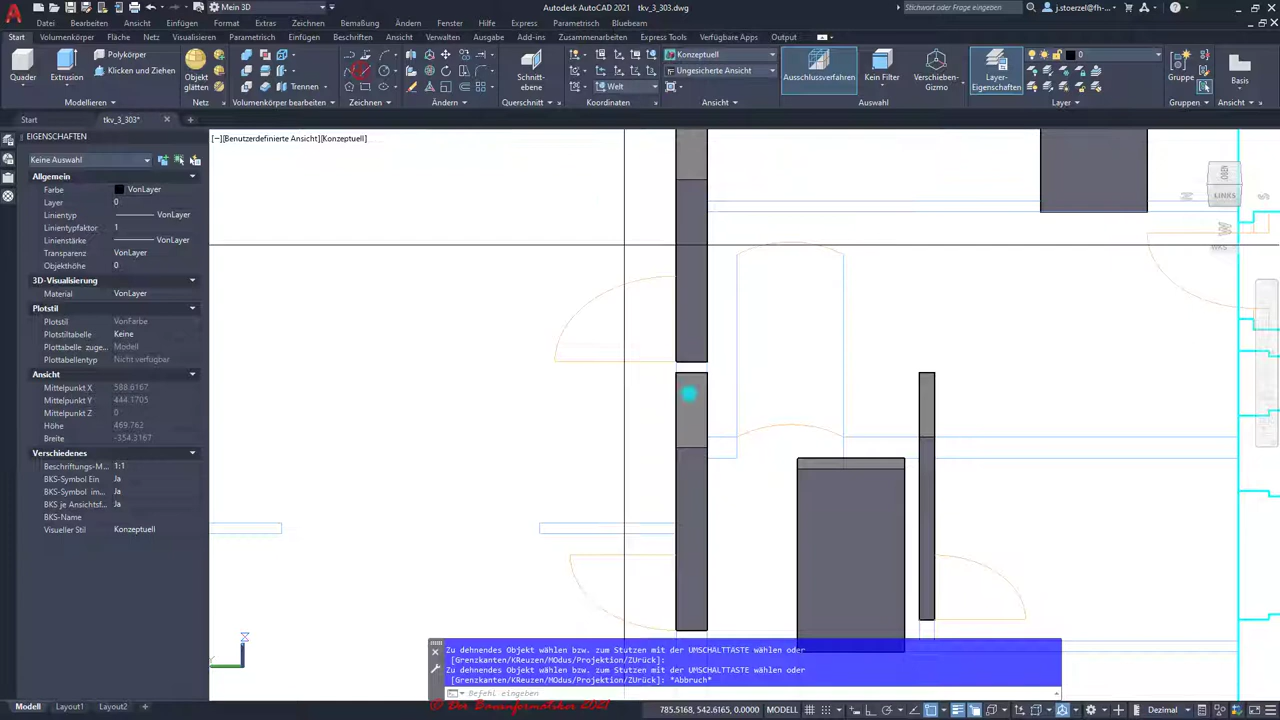 Mein 3D
Autodesk AutoCAD 2021   tkv_3_303.dwg
Stichwort oder Frage eingeben
j.stoerzel@fh-...
Datei Bearbeiten Ansicht Einfügen Format Extras Zeichnen Bemaßung Ändern Parametrisch Fenster Hilfe Express Bluebeam
Start Volumenkörper Fläche Netz Visualisieren Parametrisch Einfügen Beschriften Ansicht Verwalten Ausgabe Add-ins Zusammenarbeiten Express Tools Verfügbare Apps Output
Quader
Extrusion
Polykörper
Klicken und Ziehen
Objekt glätten
Trennen
Schnitt-ebene
Welt
Konzeptuell
Ungesicherte Ansicht
Ausschlussverfahren
Kein Filter
Verschieben-Gizmo
Layer-Eigenschaften
0
Gruppe
Basis
Modellieren
Netz
Volumenkörper bearbeiten
Zeichnen
Ändern
Querschnitt
Koordinaten
Ansicht
Auswahl
Layer
Gruppen
Ansicht
Start
tkv_3_303*
EIGENSCHAFTEN
[−][Benutzerdefinierte Ansicht][Konzeptuell]
Keine Auswahl
Allgemein
Farbe VonLayer
Layer 0
Linientyp VonLayer
Linientypfaktor 1
Linienstärke VonLayer
Transparenz VonLayer
Objekthöhe 0
3D-Visualisierung
Material VonLayer
Plotstil
Plotstil VonFarbe
Plotstiltabelle Keine
Plottabelle zuge... Modell
Plottabellentyp Nicht verfügbar
Ansicht
Mittelpunkt X 588.6167
Mittelpunkt Y 444.1705
Mittelpunkt Z 0
Höhe 469.762
Breite -354.3167
Verschiedenes
Beschriftungs-M... 1:1
BKS-Symbol Ein Ja
BKS-Symbol im... Ja
BKS je Ansichtsf... Ja
BKS-Name
Visueller Stil Konzeptuell
OBEN
LINKS
W
WKS
Z
Zu dehnendes Objekt wählen bzw. zum Stutzen mit der UMSCHALTTASTE wählen oder
[Grenzkanten/KReuzen/MOdus/Projektion/ZUrück]:
Zu dehnendes Objekt wählen bzw. zum Stutzen mit der UMSCHALTTASTE wählen oder
[Grenzkanten/KReuzen/MOdus/Projektion/ZUrück]: *Abbruch*
Befehl eingeben
© Der Bauinformatiker 2021
Modell Layout1 Layout2
785.5168, 542.6165, 0.0000 MODELL
Dezimal